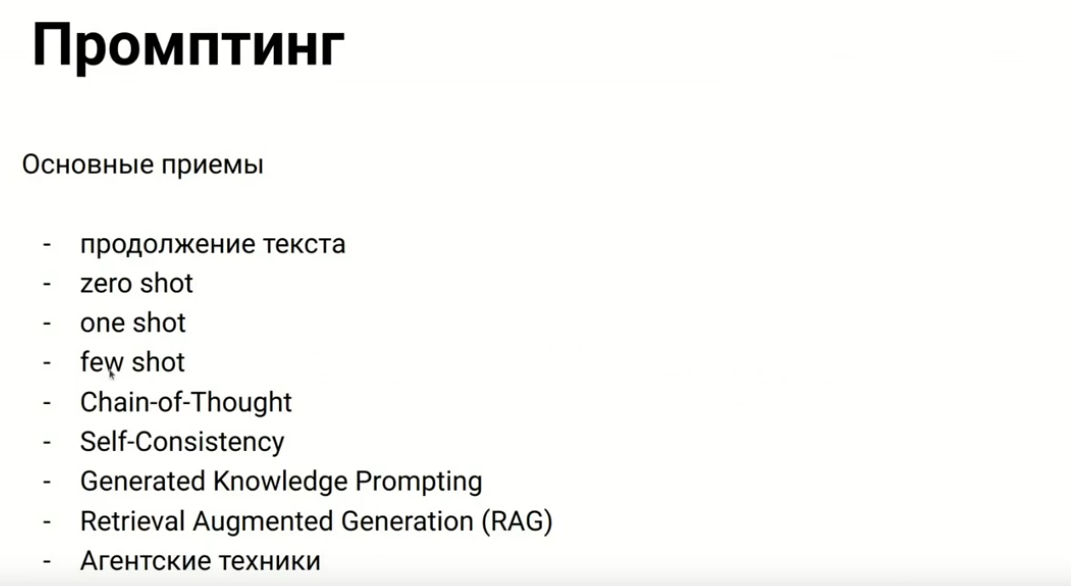 Промптинг
Основные приемы
- продолжение текста
- zero shot
- one shot
- few shot
- Chain-of-Thought
- Self-Consistency
- Generated Knowledge Prompting
- Retrieval Augmented Generation (RAG)
- Агентские техники